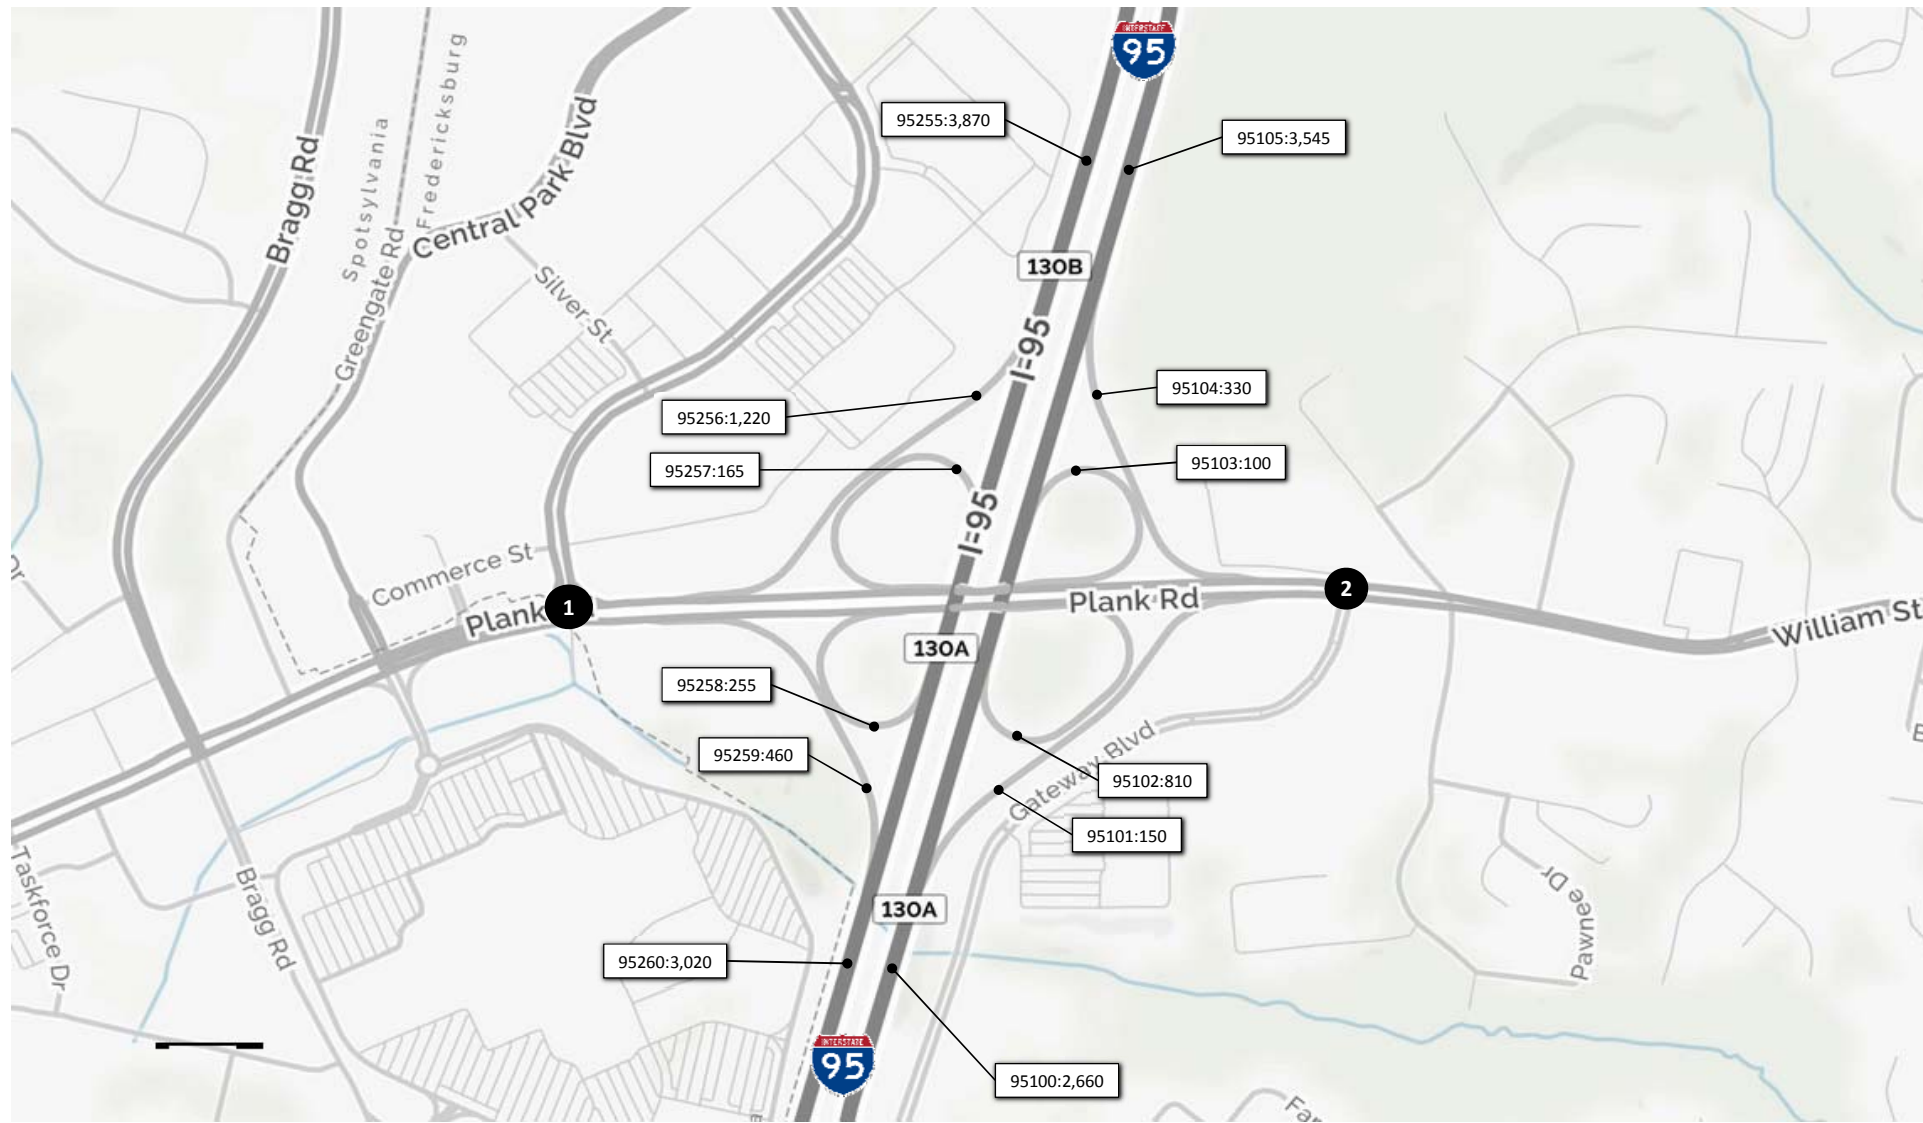 INTERSTATE
95
95255:3,870
95105:3,545
Bragg Rd
Spotsylvania
Fredericksburg
Greengate Rd
Central Park Blvd
Silver St
130B
I-95
95104:330
95256:1,220
95257:165
95103:100
I-95
Commerce St
Plank
1
2
Plank Rd
William St
130A
95258:255
95259:460
Gateway Blvd
95102:810
95101:150
Dr
Taskforce Dr
Bragg Rd
130A
Pawnee Dr
95260:3,020
INTERSTATE
95
95100:2,660